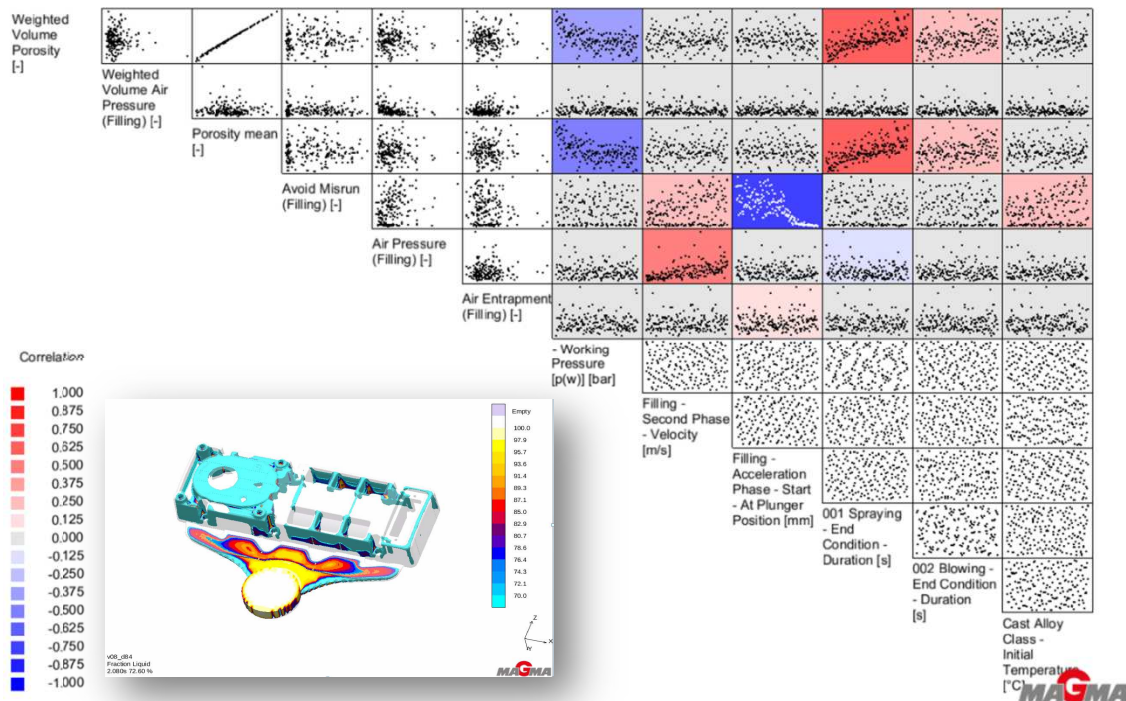 Weighted
Volume
Porosity
[-]
Weighted
Volume Air
Pressure
(Filling) [-]
Porosity mean
[-]
Avoid Misrun
(Filling) [-]
Air Pressure
(Filling) [-]
Air Entrapment
(Filling) [-]
- Working
Pressure
[p(w)] [bar]
Filling -
Second Phase
- Velocity
[m/s]
Filling -
Acceleration
Phase - Start
- At Plunger
Position [mm]
001 Spraying
- End
Condition -
Duration [s]
002 Blowing -
End Condition
- Duration
[s]
Cast Alloy
Class -
Initial
Temperature
[°C]
MAGMA
Correlation
1.000
0.875
0.750
0.625
0.500
0.375
0.250
0.125
0.000
-0.125
-0.250
-0.375
-0.500
-0.625
-0.750
-0.875
-1.000
Empty
100.0
97.9
95.7
93.6
91.4
89.3
87.1
85.0
82.9
80.7
78.6
76.4
74.3
72.1
70.0
Z
X
Y
v08_d84
Fraction Liquid
2.080s 72.60 %
MAGMA